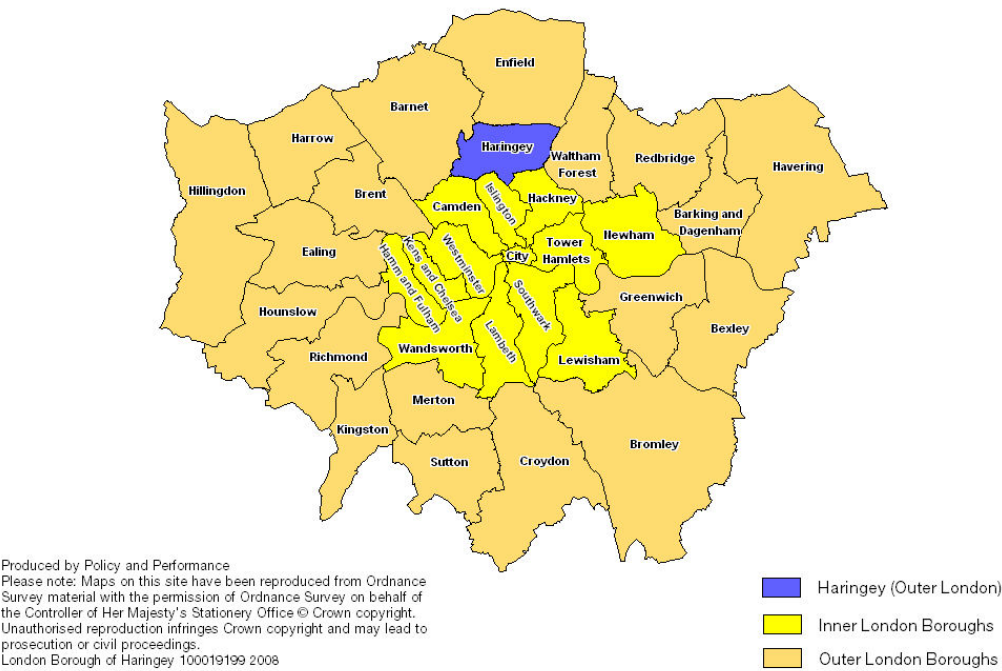 Enfield
Barnet
Harrow
Haringey
Waltham
Forest
Redbridge
Havering
Hillingdon
Brent
Camden
Islington
Hackney
Barking and
Dagenham
Newham
Tower
Hamlets
City
Westminster
Kens and Chelsea
Hamm and Fulham
Ealing
Hounslow
Greenwich
Southwark
Bexley
Richmond
Wandsworth
Lambeth
Lewisham
Merton
Kingston
Bromley
Sutton
Croydon
Produced by Policy and Performance
Please note: Maps on this site have been reproduced from Ordnance
Survey material with the permission of Ordnance Survey on behalf of
the Controller of Her Majesty's Stationery Office © Crown copyright.
Unauthorised reproduction infringes Crown copyright and may lead to
prosecution or civil proceedings.
London Borough of Haringey 100019199 2008
Haringey (Outer London)
Inner London Boroughs
Outer London Boroughs